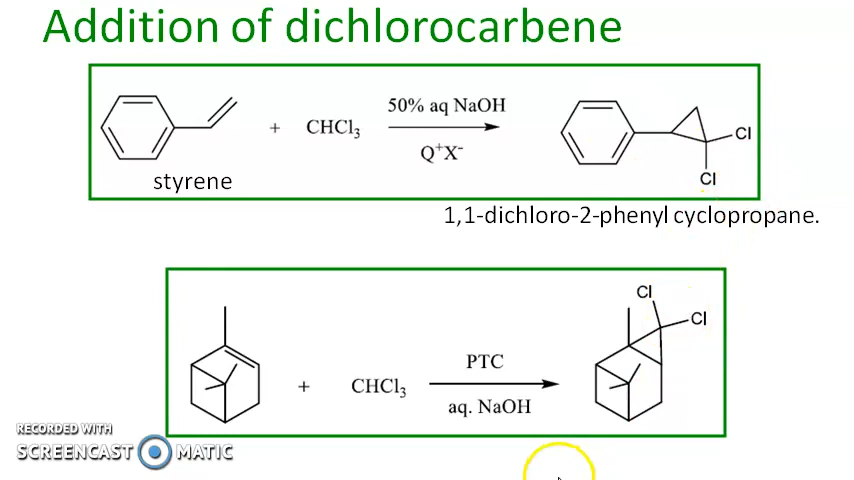 Addition of dichlorocarbene
+ CHCl₃ 50% aq NaOH
Q⁺X⁻
Cl
Cl
styrene
1,1-dichloro-2-phenyl cyclopropane.
Cl
Cl
+ CHCl₃ PTC
aq. NaOH
RECORDED WITH
SCREENCAST MATIC